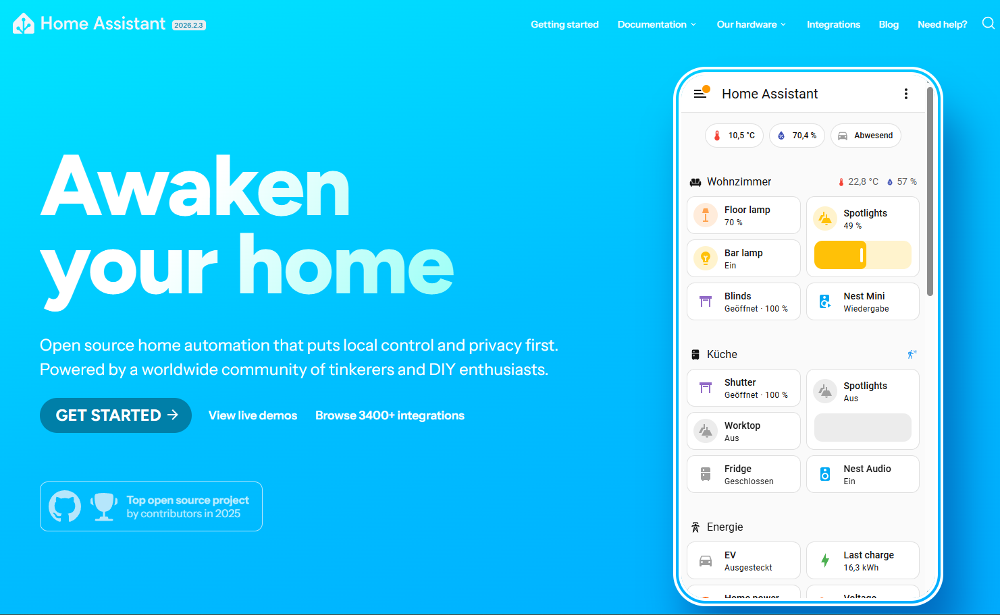 Home Assistant 2026.2.3
Getting started Documentation Our hardware Integrations Blog Need help?
Awaken
your home
Open source home automation that puts local control and privacy first.
Powered by a worldwide community of tinkerers and DIY enthusiasts.
GET STARTED → View live demos Browse 3400+ integrations
Top open source project
by contributors in 2025
Home Assistant
10,5 °C 70,4 % Abwesend
Wohnzimmer 22,8 °C 57 %
Floor lamp
70 %
Spotlights
49 %
Bar lamp
Ein
Blinds
Geöffnet · 100 %
Nest Mini
Wiedergabe
Küche
Shutter
Geöffnet · 100 %
Spotlights
Aus
Worktop
Aus
Fridge
Geschlossen
Nest Audio
Ein
Energie
EV
Ausgesteckt
Last charge
16,3 kWh
Home power
Voltage